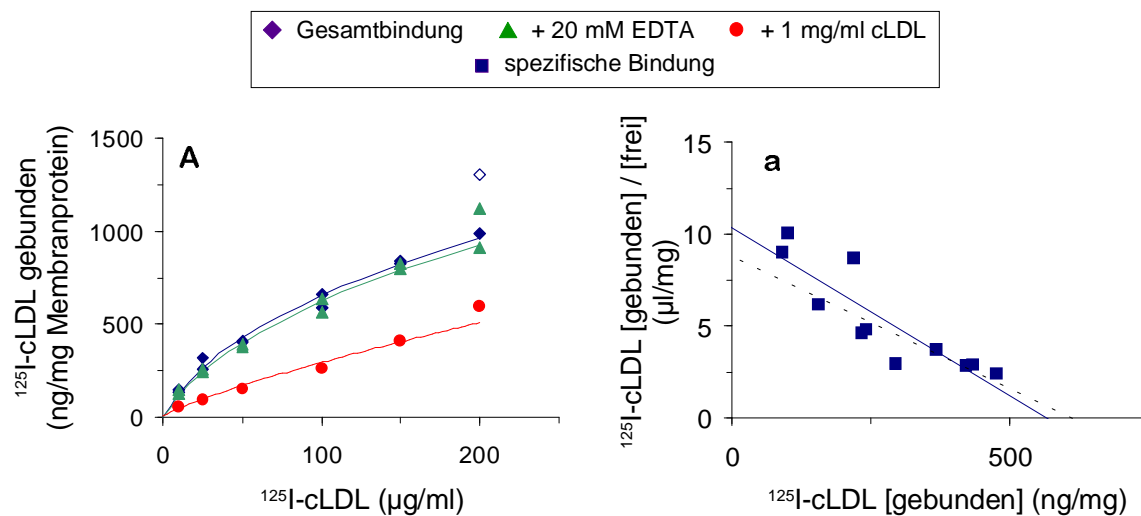 Gesamtbindung + 20 mM EDTA + 1 mg/ml cLDL
spezifische Bindung
A
¹²⁵I-cLDL gebunden
(ng/mg Membranprotein)
1500
1000
500
0
0 100 200
¹²⁵I-cLDL (µg/ml)
a
¹²⁵I-cLDL [gebunden] / [frei]
(µl/mg)
15
10
5
0
0 500
¹²⁵I-cLDL [gebunden] (ng/mg)